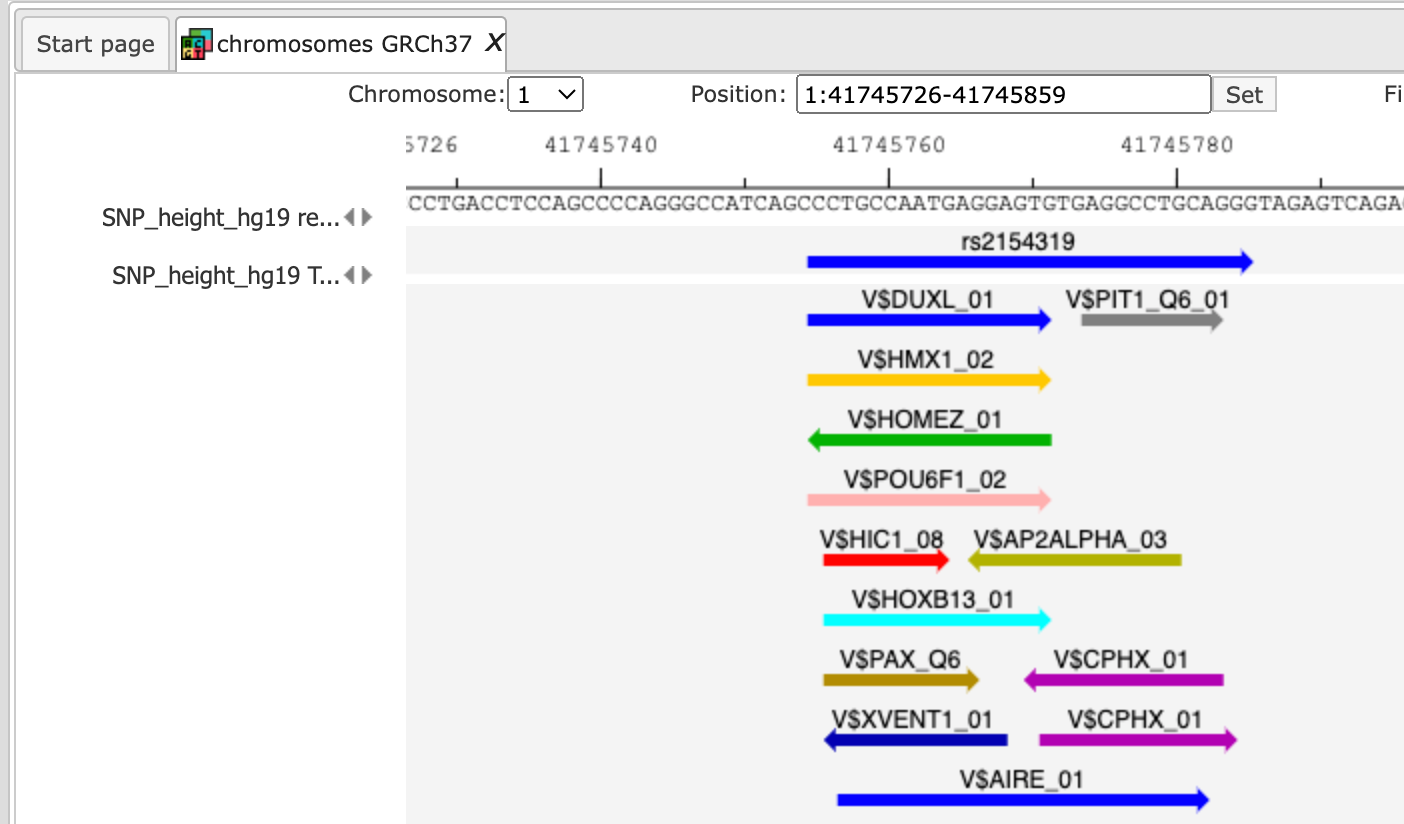 Start page chromosomes GRCh37 X
Chromosome: 1 Position: 1:41745726-41745859 Set Fi
5726 41745740 41745760 41745780
CCTGACCTCCAGCCCCAGGGCCATCAGCCCTGCCAATGAGGAGTGTGAGGCCTGCAGGGTAGAGTCAGA
SNP_height_hg19 re...
rs2154319
SNP_height_hg19 T...
V$DUXL_01 V$PIT1_Q6_01
V$HMX1_02
V$HOMEZ_01
V$POU6F1_02
V$HIC1_08 V$AP2ALPHA_03
V$HOXB13_01
V$PAX_Q6 V$CPHX_01
V$XVENT1_01 V$CPHX_01
V$AIRE_01